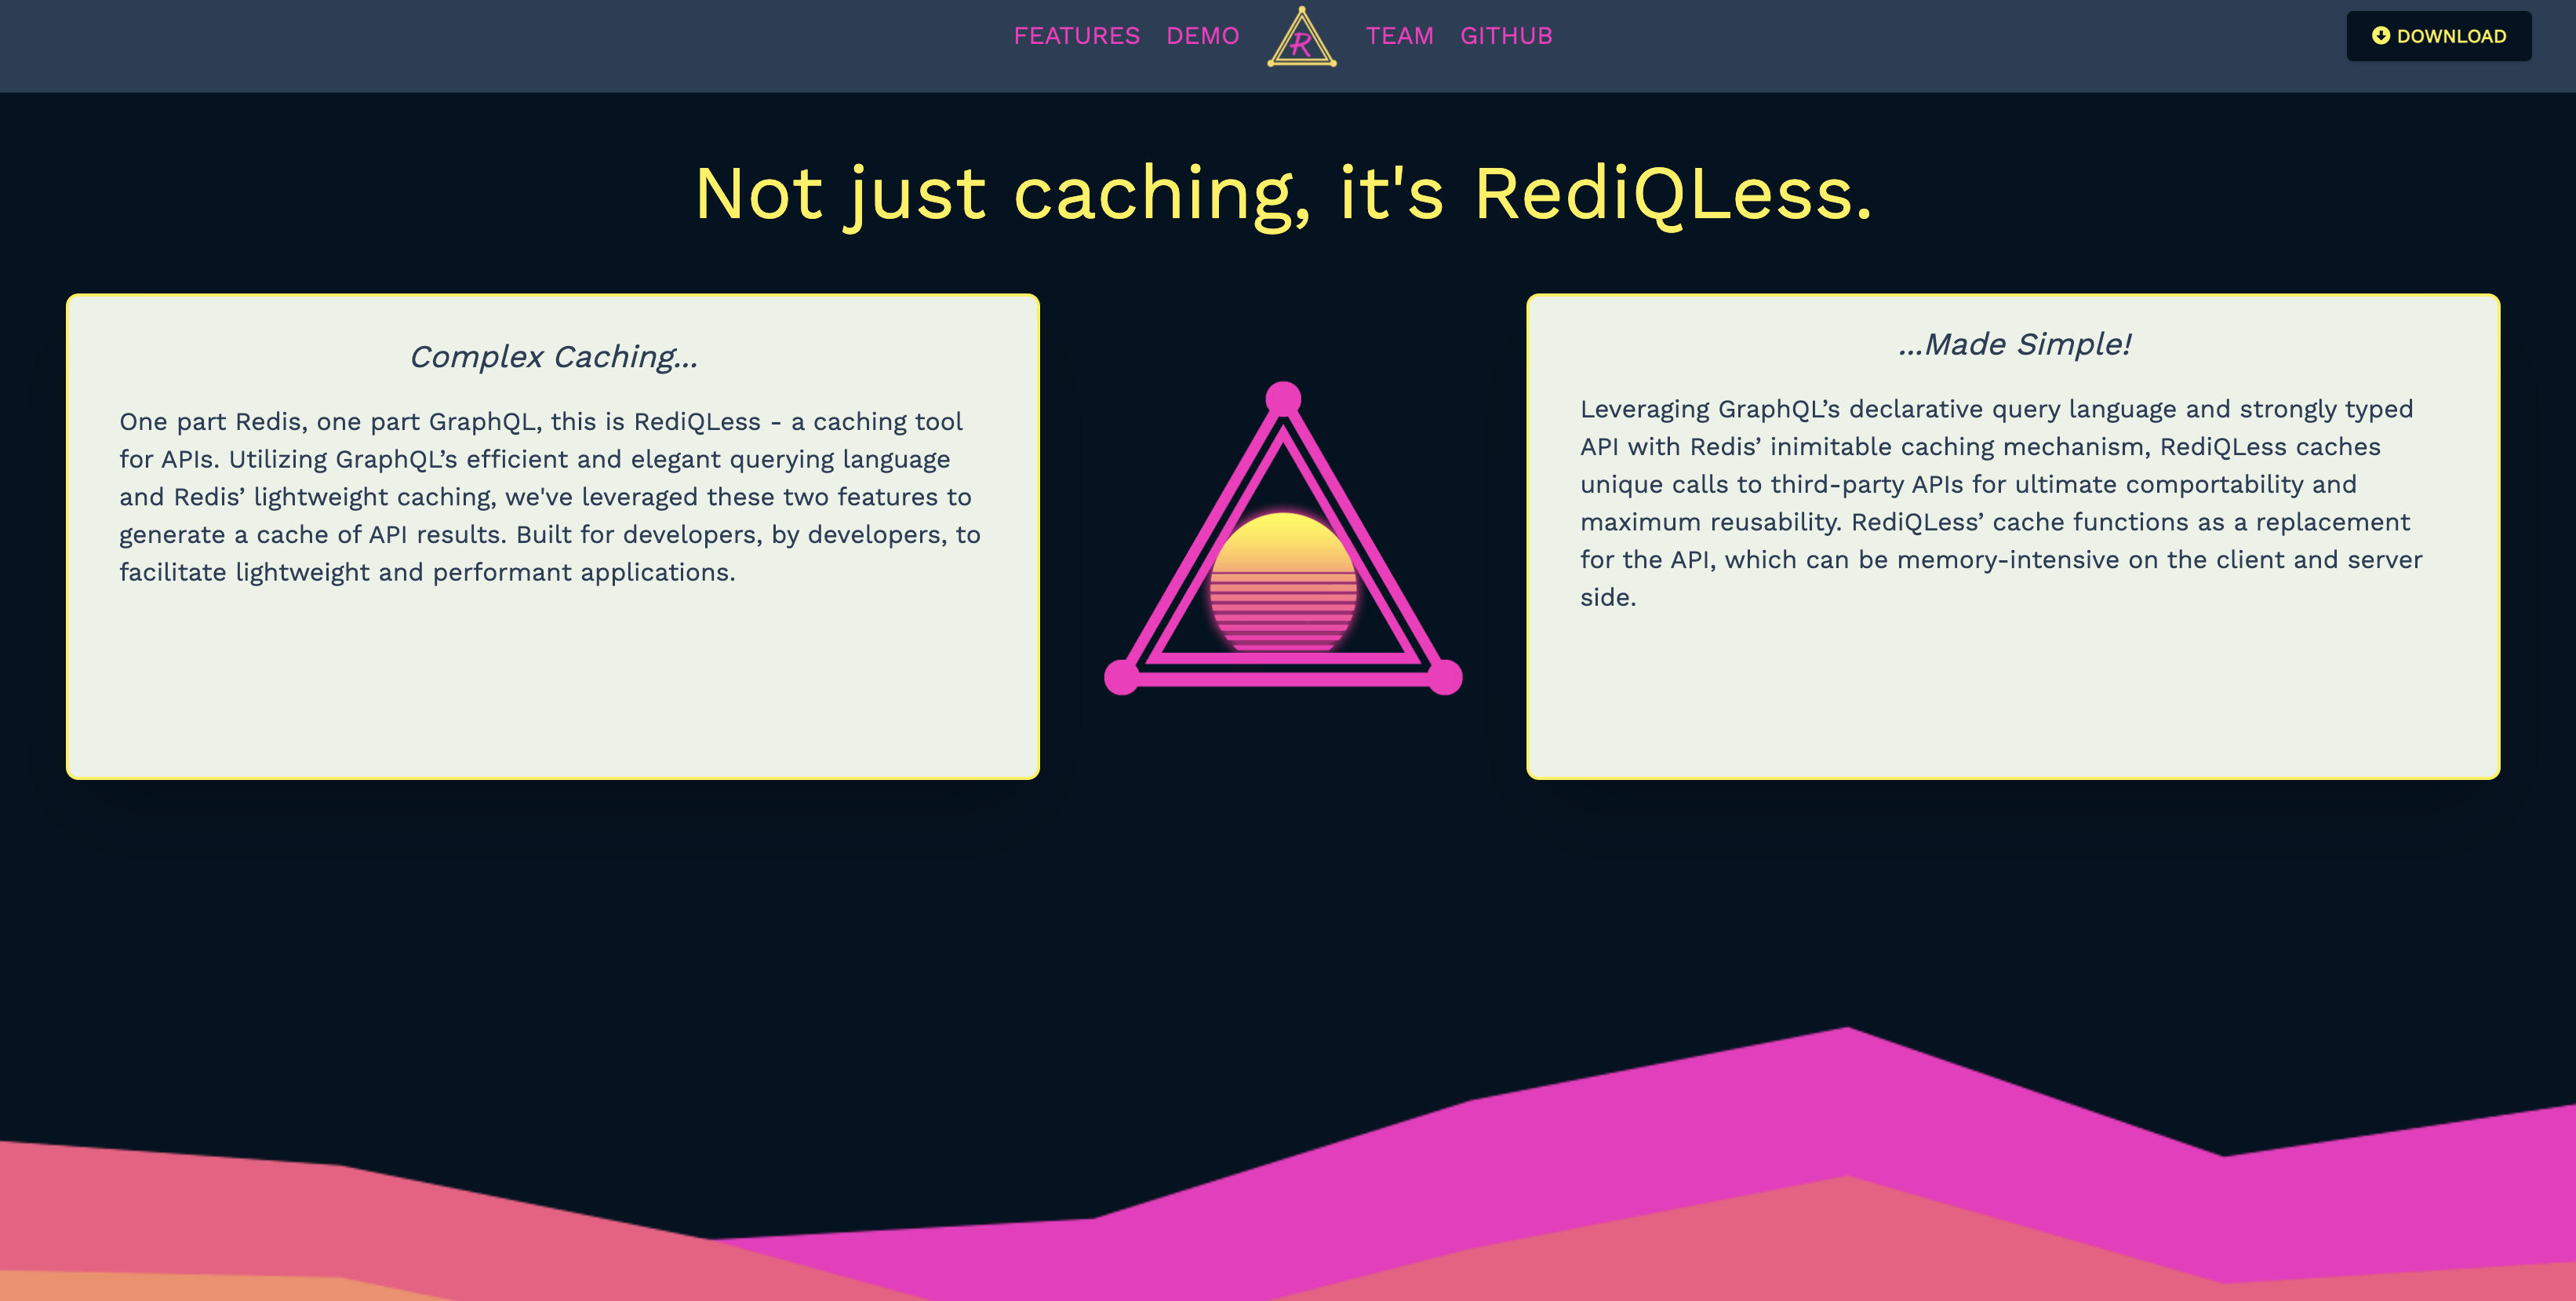 FEATURES DEMO R TEAM GITHUB
DOWNLOAD
Not just caching, it's RediQLess.
Complex Caching...
One part Redis, one part GraphQL, this is RediQLess - a caching tool
for APIs. Utilizing GraphQL’s efficient and elegant querying language
and Redis’ lightweight caching, we've leveraged these two features to
generate a cache of API results. Built for developers, by developers, to
facilitate lightweight and performant applications.
...Made Simple!
Leveraging GraphQL’s declarative query language and strongly typed
API with Redis’ inimitable caching mechanism, RediQLess caches
unique calls to third-party APIs for ultimate comportability and
maximum reusability. RediQLess’ cache functions as a replacement
for the API, which can be memory-intensive on the client and server
side.